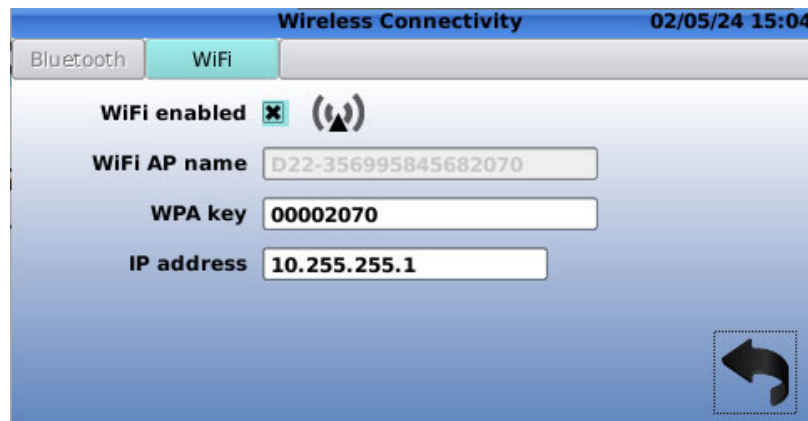 Wireless Connectivity 02/05/24 15:04
Bluetooth WiFi
WiFi enabled
WiFi AP name D22-356995845682070
WPA key 00002070
IP address 10.255.255.1